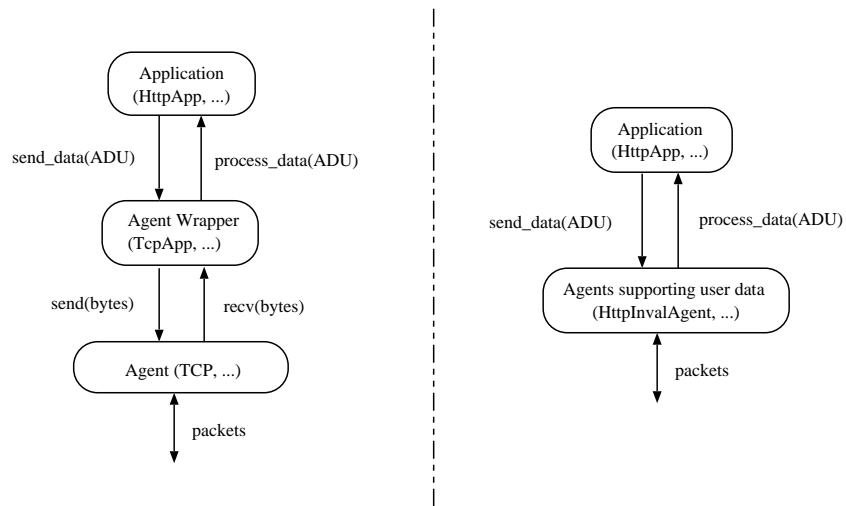 Application
(HttpApp, ...)
send_data(ADU)
process_data(ADU)
Agent Wrapper
(TcpApp, ...)
send(bytes)
recv(bytes)
Agent (TCP, ...)
packets
Application
(HttpApp, ...)
send_data(ADU)
process_data(ADU)
Agents supporting user data
(HttpInvalAgent, ...)
packets